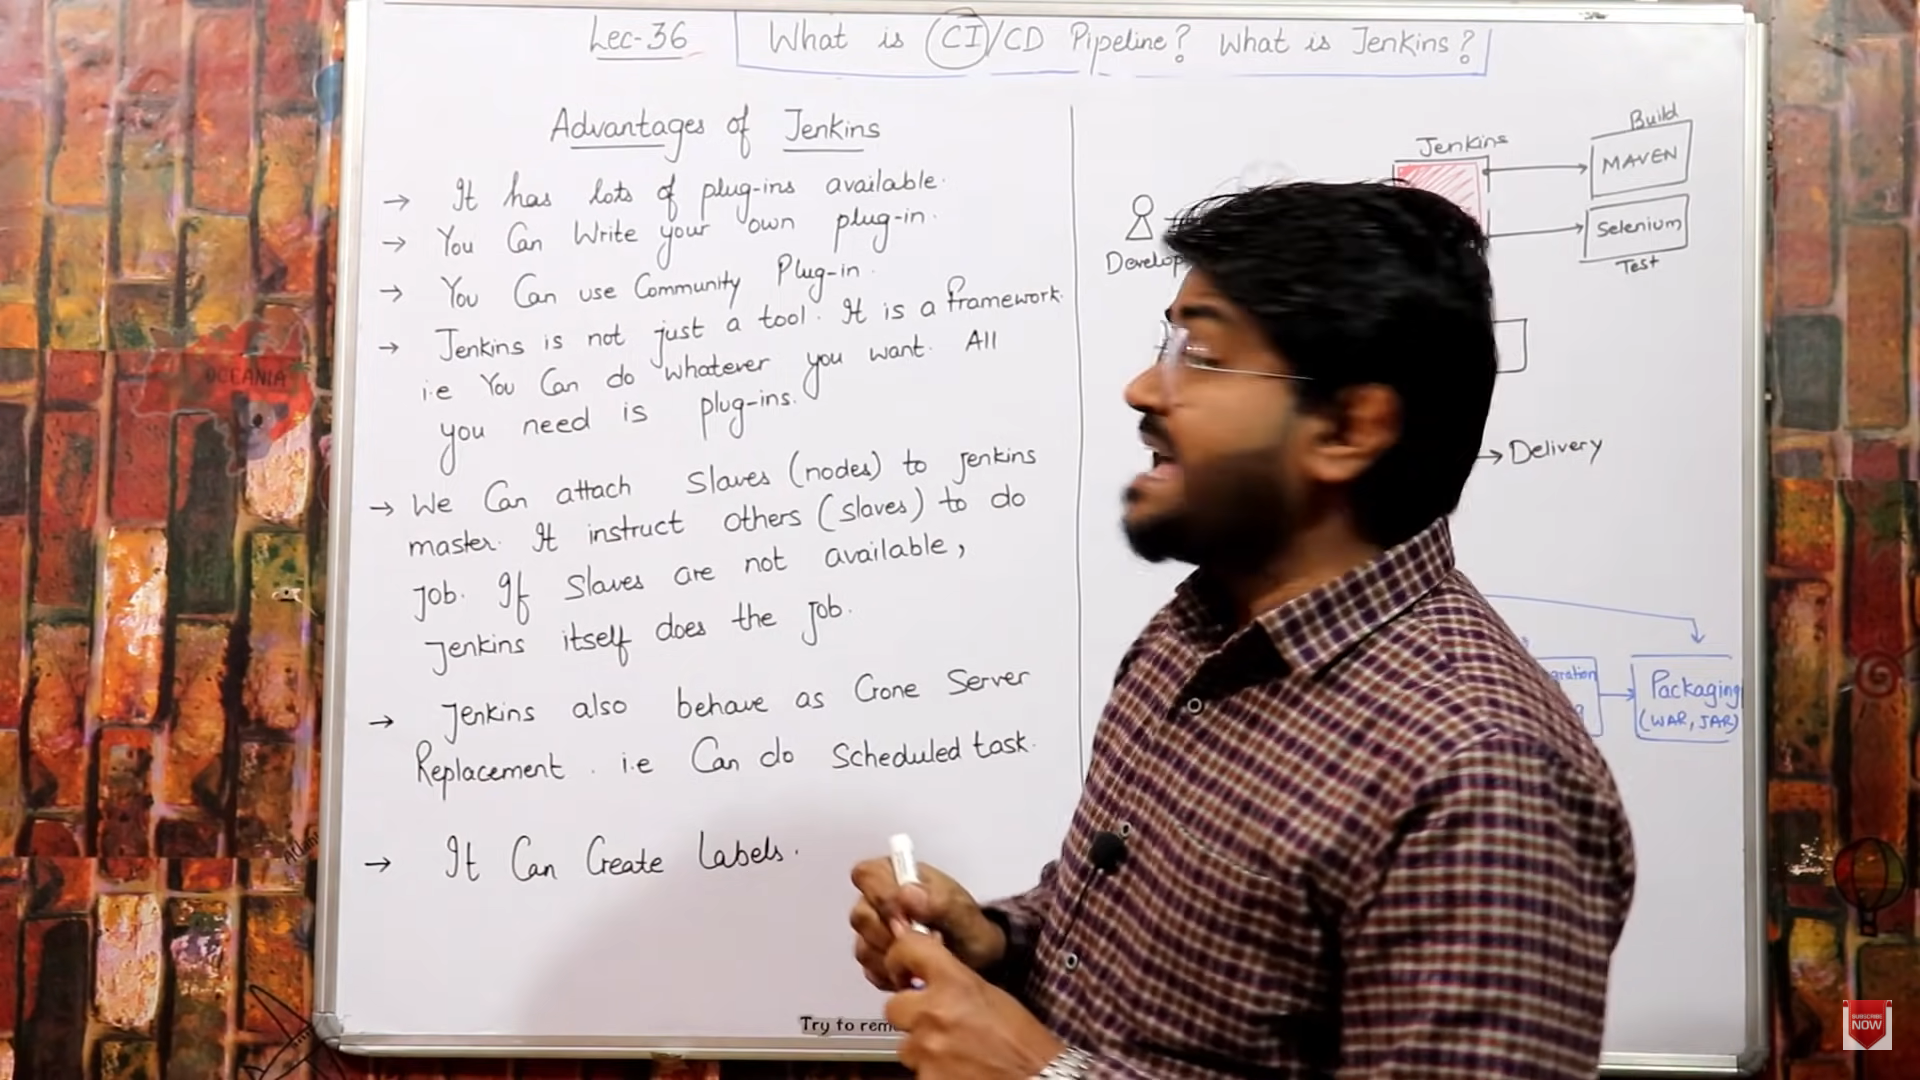 Lec-36
What is CI/CD Pipeline? What is Jenkins?
Advantages of Jenkins
→ It has lots of plug-ins available.
→ You Can Write your own plug-in.
→ You Can use Community Plug-in.
→ Jenkins is not just a tool. It is a framework.
i.e You Can do whatever you want. All
you need is plug-ins.
→ We Can attach Slaves (nodes) to Jenkins
master. It instruct others (slaves) to do
Job. If Slaves are not available,
Jenkins itself does the Job.
→ Jenkins also behave as Crone Server
Replacement. i.e Can do Scheduled task.
→ It Can Create Labels.
Try to rem
Build
Jenkins
MAVEN
Selenium
Test
Develop
→ Delivery
gration
Packaging
(WAR, JAR)
OCEANIA
SUBSCRIBE
NOW